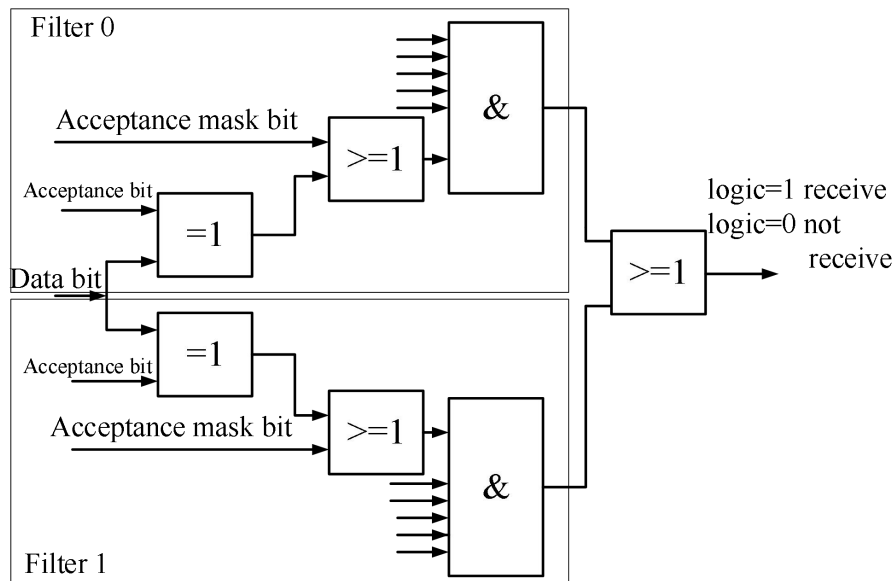 Filter 0
&
Acceptance mask bit
>=1
Acceptance bit
=1
logic=1 receive
logic=0 not
receive
>=1
Data bit
=1
Acceptance bit
Acceptance mask bit
>=1
&
Filter 1